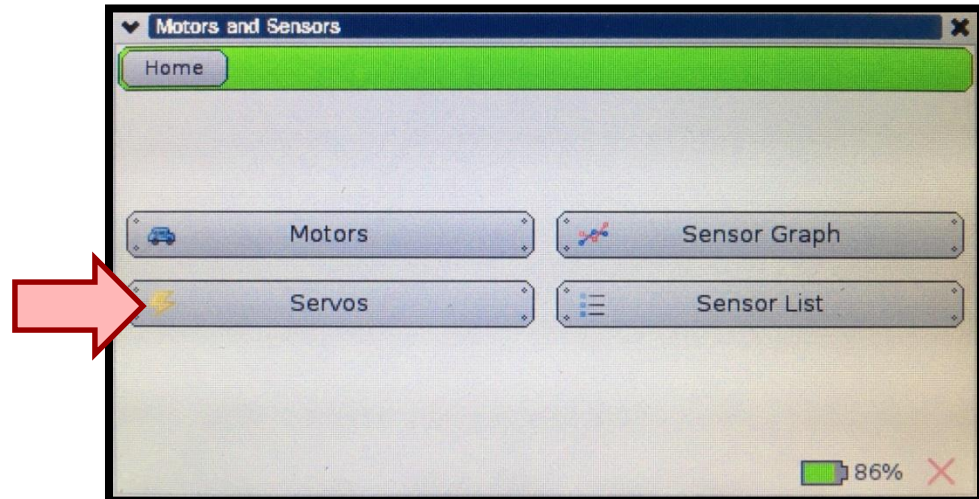 Motors and Sensors
Home
Motors
Sensor Graph
Servos
Sensor List
86%